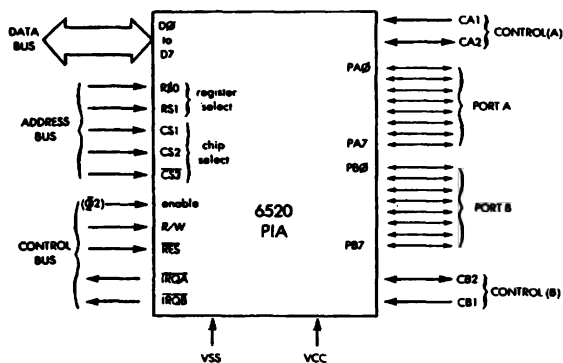 DATA BUS
DØ
to
D7
ADDRESS BUS
RS0
RS1
register select
CS1
CS2
CS3
chip select
CONTROL BUS
(Φ2)
enable
R/W
RES
IRQA
IRQB
6520
PIA
VSS
VCC
CA1
CA2
CONTROL(A)
PAØ
PA7
PORT A
PBØ
PB7
PORT B
CB2
CB1
CONTROL (B)